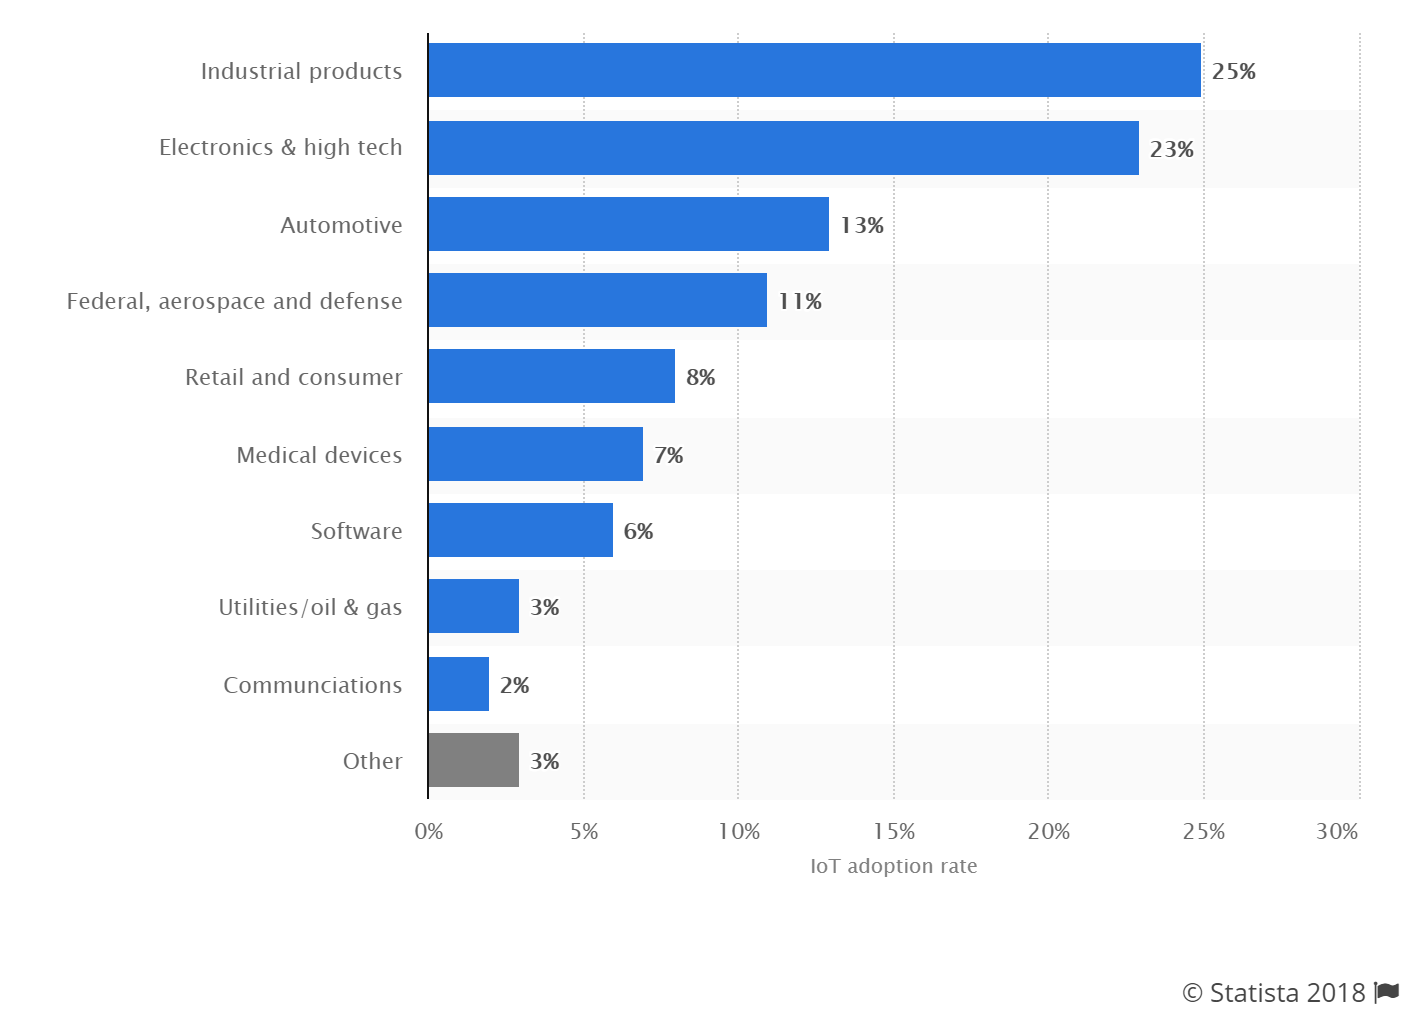 Industrial products 25%
Electronics & high tech 23%
Automotive 13%
Federal, aerospace and defense 11%
Retail and consumer 8%
Medical devices 7%
Software 6%
Utilities/oil & gas 3%
Communciations 2%
Other 3%
0% 5% 10% 15% 20% 25% 30%
IoT adoption rate
© Statista 2018